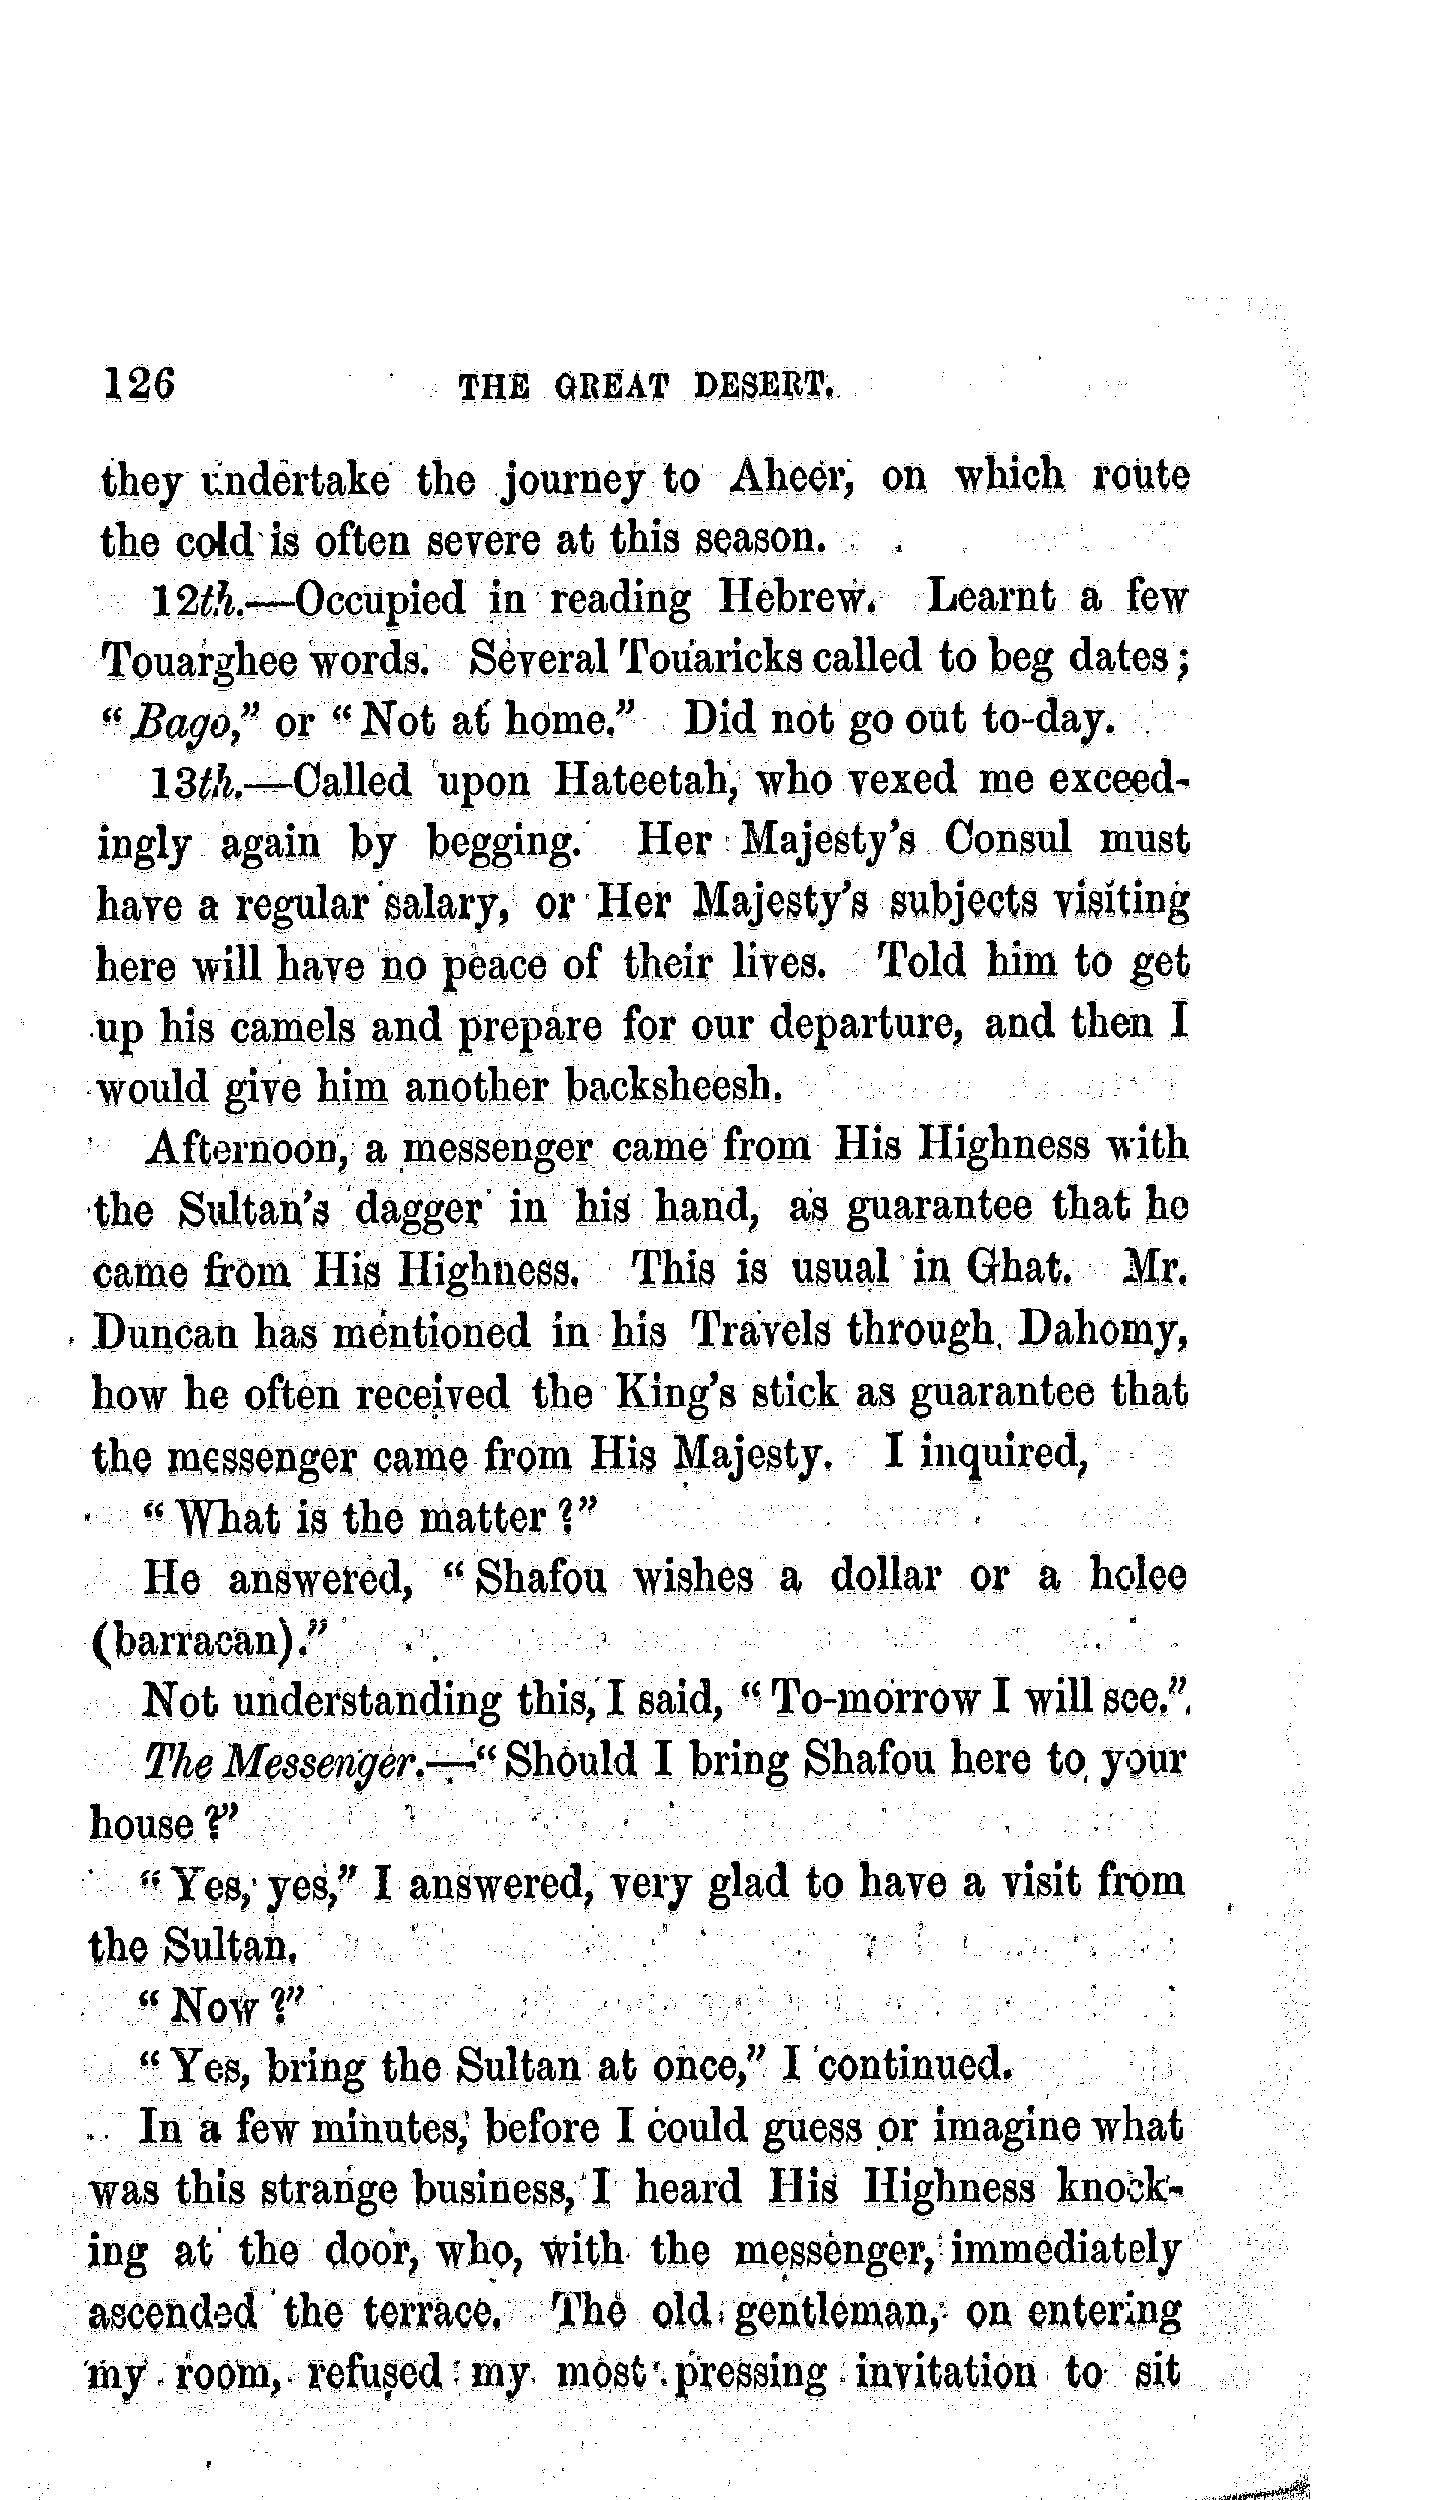 126 THE GREAT DESERT.
they undertake the journey to Aheer, on which route
the cold is often severe at this season.
12th.—Occupied in reading Hebrew. Learnt a few
Touarghee words. Several Touaricks called to beg dates;
"Bago," or "Not at home." Did not go out to-day.
13th.—Called upon Hateetah, who vexed me exceed-
ingly again by begging. Her Majesty's Consul must
have a regular salary, or Her Majesty's subjects visiting
here will have no peace of their lives. Told him to get
up his camels and prepare for our departure, and then I
would give him another backsheesh.
Afternoon, a messenger came from His Highness with
the Sultan's dagger in his hand, as guarantee that he
came from His Highness. This is usual in Ghat. Mr.
Duncan has mentioned in his Travels through Dahomy,
how he often received the King's stick as guarantee that
the messenger came from His Majesty. I inquired,
"What is the matter?"
He answered, "Shafou wishes a dollar or a holee
(barracan)."
Not understanding this, I said, "To-morrow I will see."
The Messenger.—"Should I bring Shafou here to your
house?"
"Yes, yes," I answered, very glad to have a visit from
the Sultan.
"Now?"
"Yes, bring the Sultan at once," I continued.
In a few minutes, before I could guess or imagine what
was this strange business, I heard His Highness knock-
ing at the door, who, with the messenger, immediately
ascended the terrace. The old gentleman, on entering
my room, refused my most pressing invitation to sit